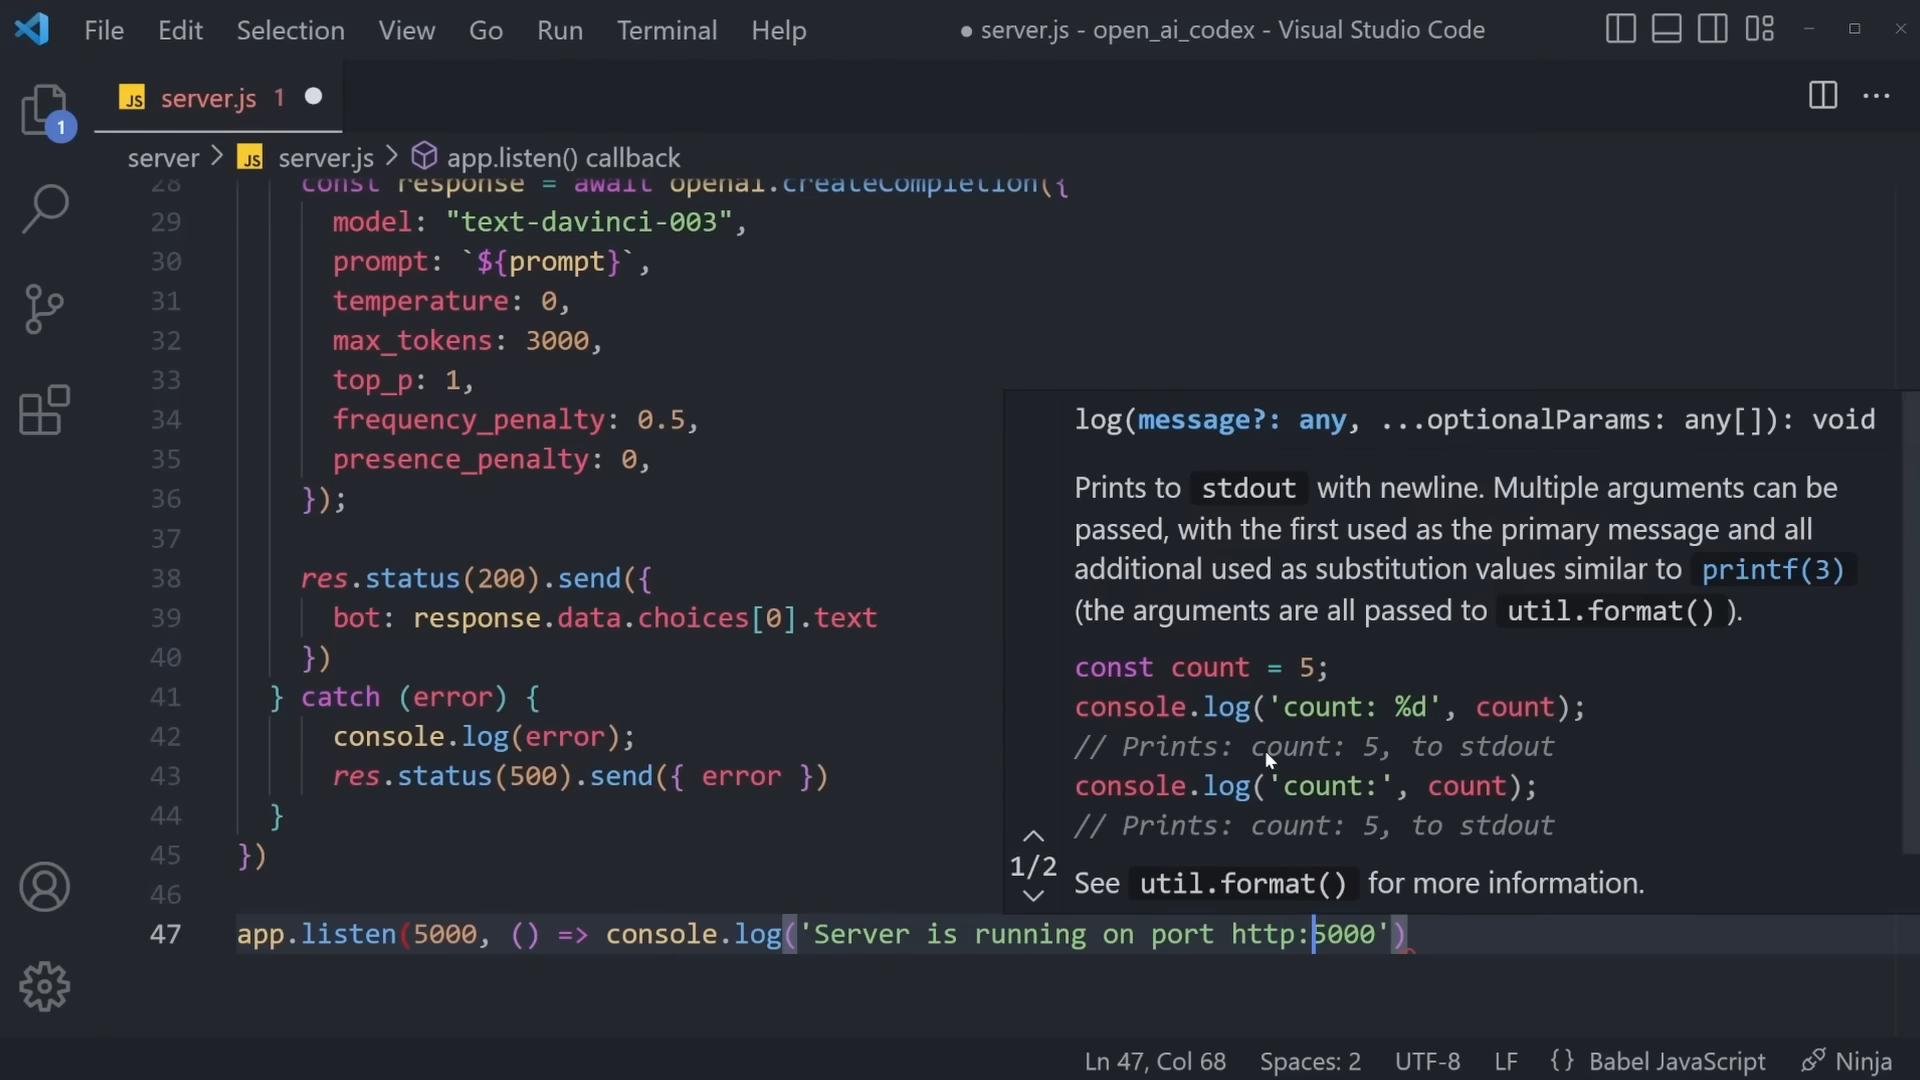 File Edit Selection View Go Run Terminal Help ● server.js - open_ai_codex - Visual Studio Code
JS server.js 1 ●
1
server > JS server.js > app.listen() callback
28 const response = await openai.createCompletion({
29 model: "text-davinci-003",
30 prompt: `${prompt}`,
31 temperature: 0,
32 max_tokens: 3000,
33 top_p: 1,
34 frequency_penalty: 0.5,
35 presence_penalty: 0,
36 });
37
38 res.status(200).send({
39 bot: response.data.choices[0].text
40 })
41 } catch (error) {
42 console.log(error);
43 res.status(500).send({ error })
44 }
45 })
46
47 app.listen(5000, () => console.log('Server is running on port http:5000')
log(message?: any, ...optionalParams: any[]): void
Prints to stdout with newline. Multiple arguments can be
passed, with the first used as the primary message and all
additional used as substitution values similar to printf(3)
(the arguments are all passed to util.format() ).
const count = 5;
console.log('count: %d', count);
// Prints: count: 5, to stdout
console.log('count:', count);
// Prints: count: 5, to stdout
1/2
See util.format() for more information.
Ln 47, Col 68 Spaces: 2 UTF-8 LF {} Babel JavaScript Ninja